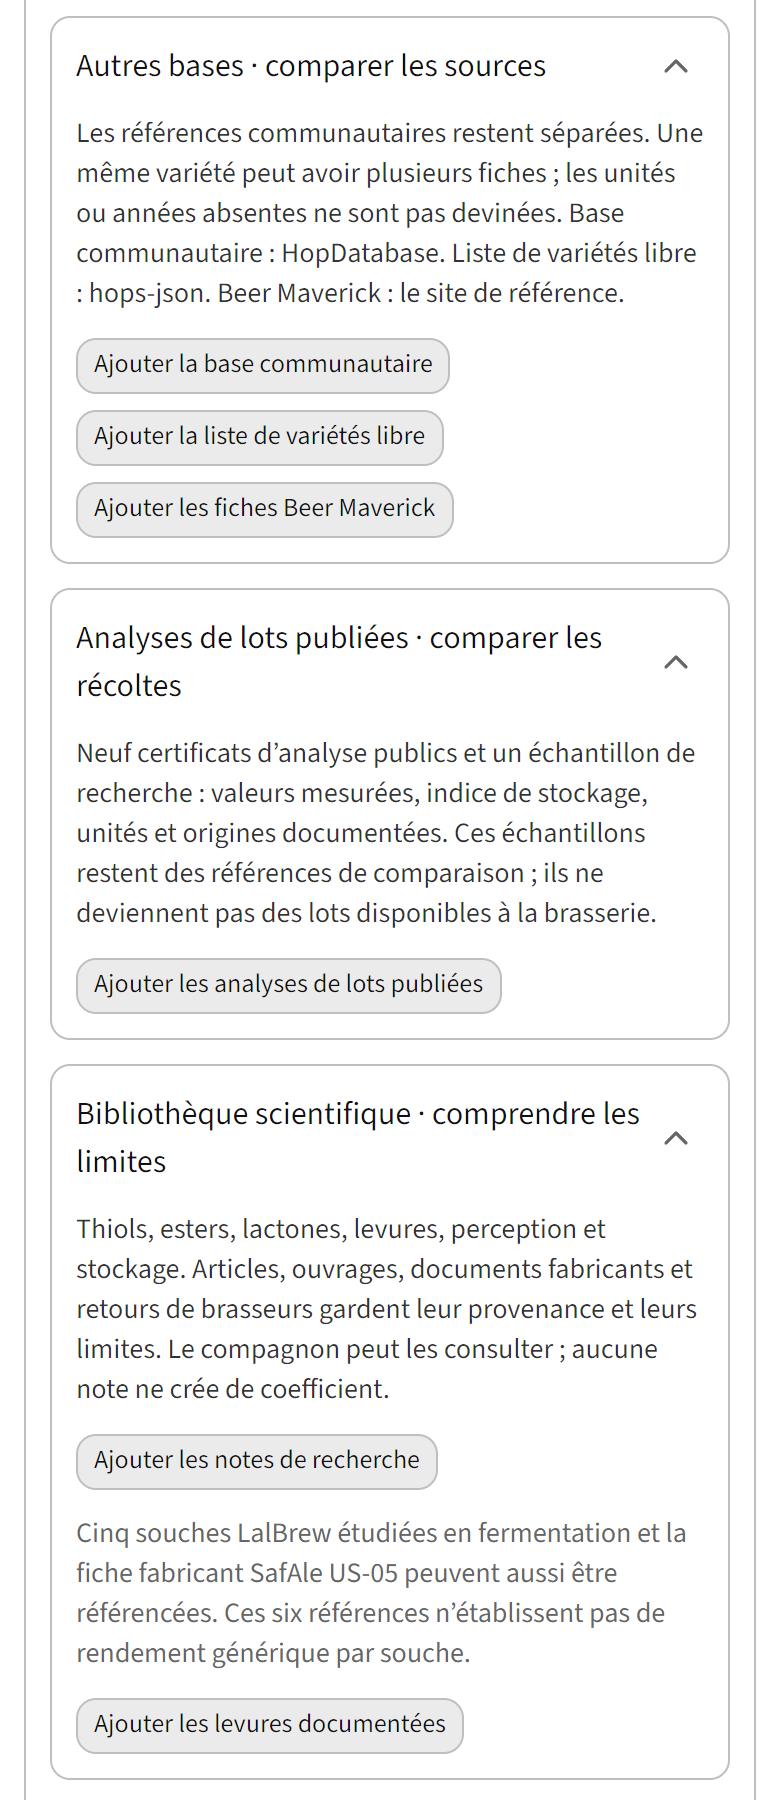 Autres bases · comparer les sources
Les références communautaires restent séparées. Une
même variété peut avoir plusieurs fiches ; les unités
ou années absentes ne sont pas devinées. Base
communautaire : HopDatabase. Liste de variétés libre
: hops-json. Beer Maverick : le site de référence.
Ajouter la base communautaire
Ajouter la liste de variétés libre
Ajouter les fiches Beer Maverick
Analyses de lots publiées · comparer les
récoltes
Neuf certificats d’analyse publics et un échantillon de
recherche : valeurs mesurées, indice de stockage,
unités et origines documentées. Ces échantillons
restent des références de comparaison ; ils ne
deviennent pas des lots disponibles à la brasserie.
Ajouter les analyses de lots publiées
Bibliothèque scientifique · comprendre les
limites
Thiols, esters, lactones, levures, perception et
stockage. Articles, ouvrages, documents fabricants et
retours de brasseurs gardent leur provenance et leurs
limites. Le compagnon peut les consulter ; aucune
note ne crée de coefficient.
Ajouter les notes de recherche
Cinq souches LalBrew étudiées en fermentation et la
fiche fabricant SafAle US-05 peuvent aussi être
référencées. Ces six références n’établissent pas de
rendement générique par souche.
Ajouter les levures documentées